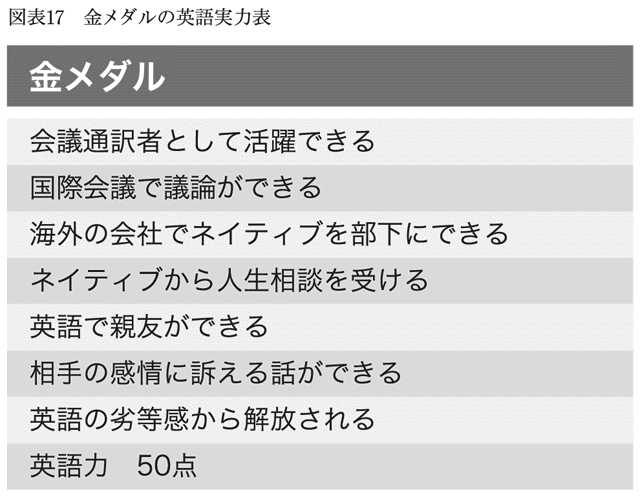 図表17　金メダルの英語実力表
金メダル
会議通訳者として活躍できる
国際会議で議論ができる
海外の会社でネイティブを部下にできる
ネイティブから人生相談を受ける
英語で親友ができる
相手の感情に訴える話ができる
英語の劣等感から解放される
英語力　50点